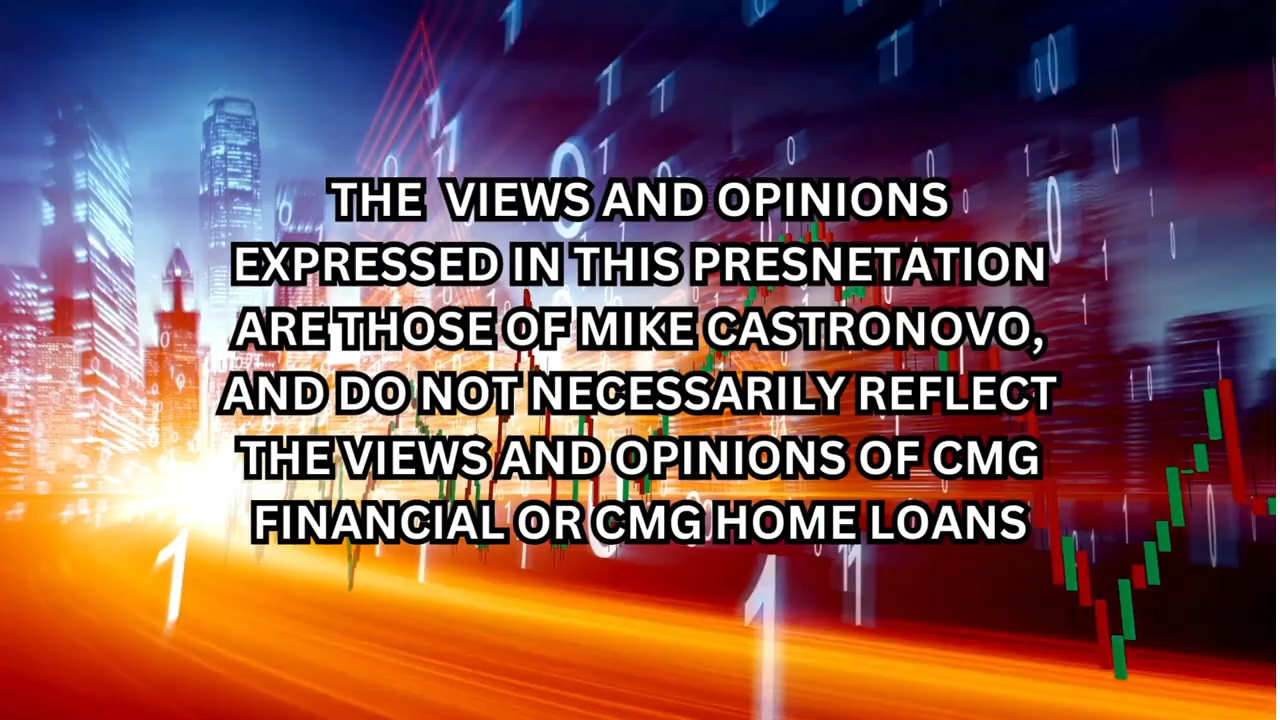 THE VIEWS AND OPINIONS
EXPRESSED IN THIS PRESNETATION
ARE THOSE OF MIKE CASTRONOVO,
AND DO NOT NECESSARILY REFLECT
THE VIEWS AND OPINIONS OF CMG
FINANCIAL OR CMG HOME LOANS